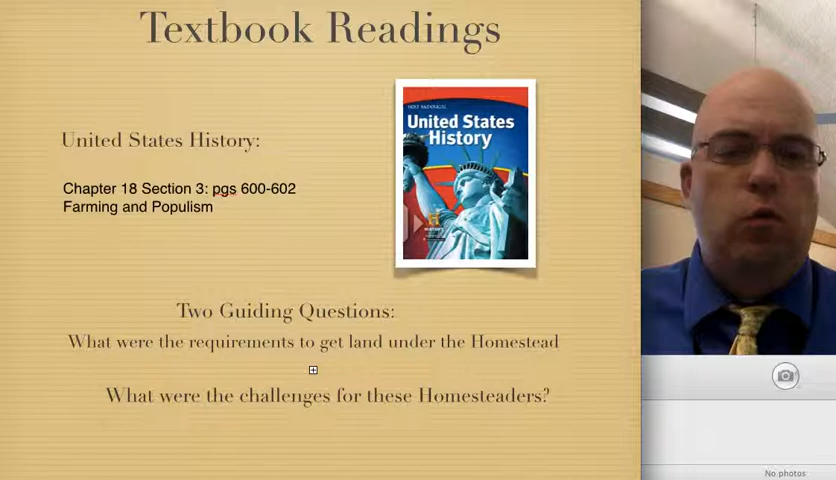 Textbook Readings
United States History:
Chapter 18 Section 3: pgs 600-602
Farming and Populism
HOLT McDOUGAL
United States
History
HISTORY
Two Guiding Questions:
What were the requirements to get land under the Homestead
What were the challenges for these Homesteaders?
No photos